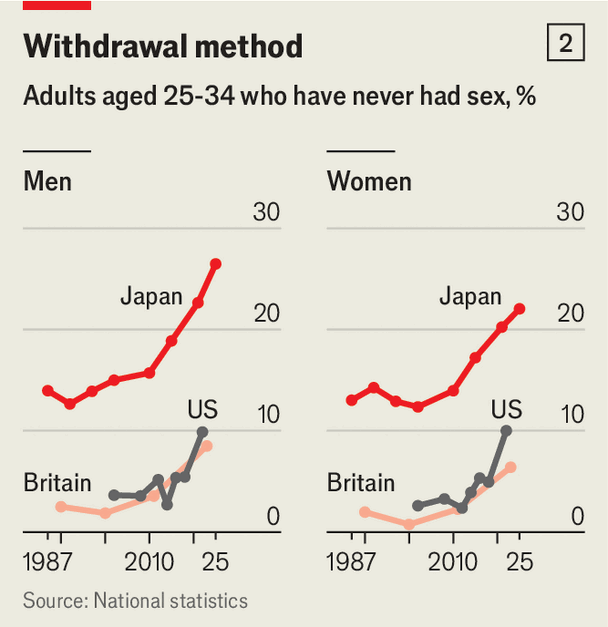 Withdrawal method
2
Adults aged 25-34 who have never had sex, %
Men
30
Japan
20
US
10
Britain
0
1987 2010 25
Women
30
Japan
20
US
10
Britain
0
1987 2010 25
Source: National statistics